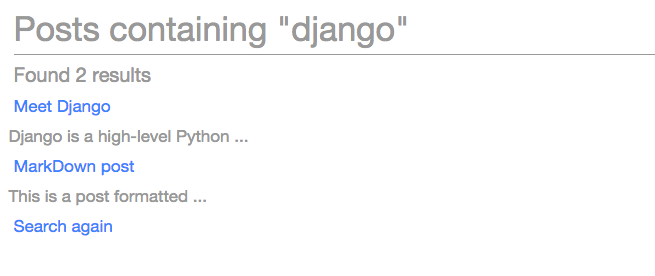 Posts containing "django"
Found 2 results
Meet Django
Django is a high-level Python ...
MarkDown post
This is a post formatted ...
Search again